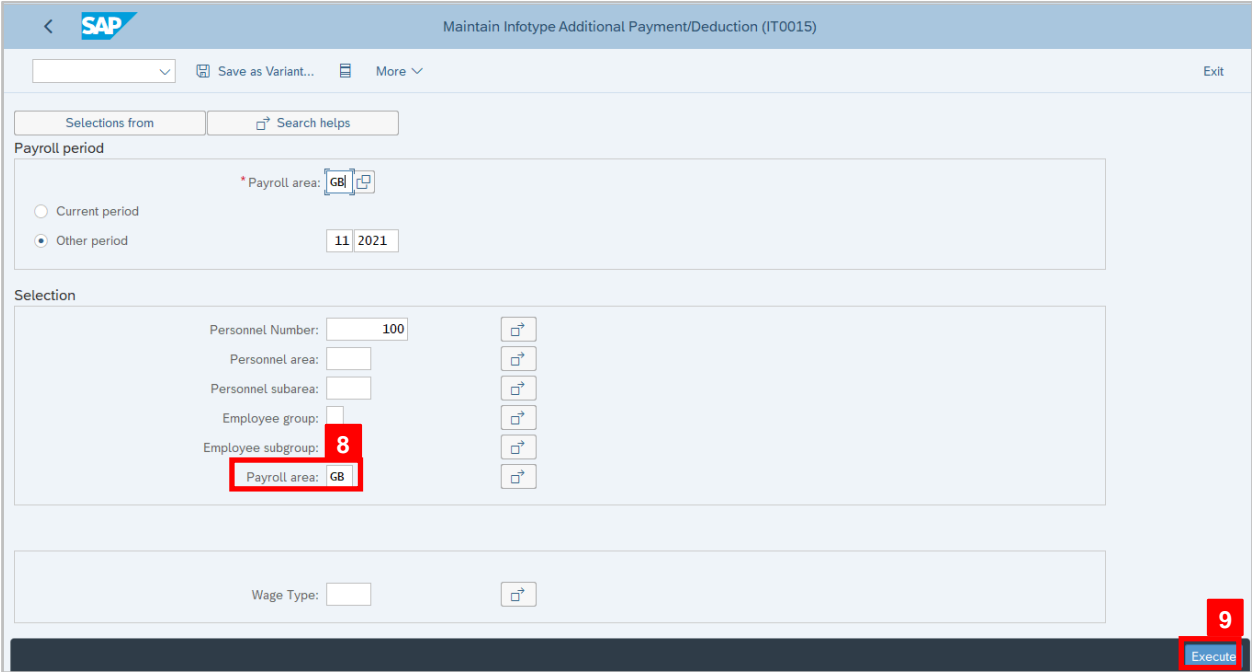 SAP
Maintain Infotype Additional Payment/Deduction (IT0015)
Save as Variant...
More
Exit
Selections from
Search helps
Payroll period
* Payroll area: GB
Current period
Other period 11 2021
Selection
Personnel Number: 100
Personnel area:
Personnel subarea:
Employee group:
Employee subgroup: 8
Payroll area: GB
Wage Type:
9
Execute